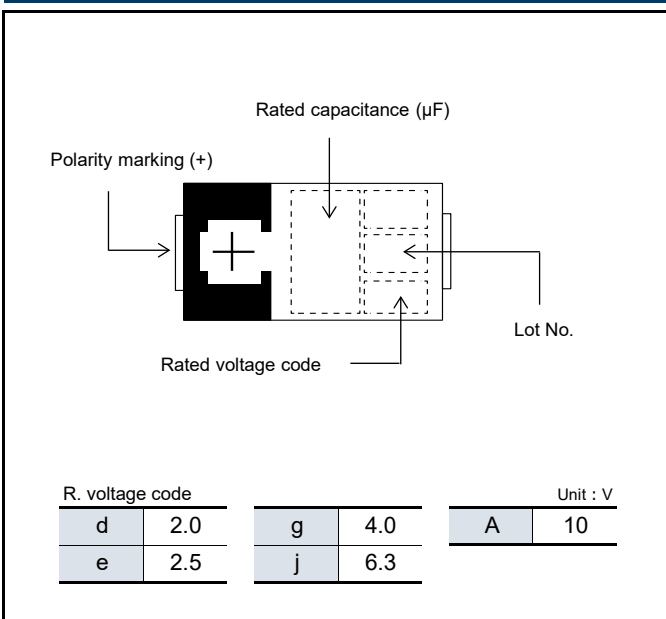 Rated capacitance (μF)
Polarity marking (+)
Lot No.
Rated voltage code
R. voltage code
Unit : V
d 2.0 g 4.0 A 10
e 2.5 j 6.3